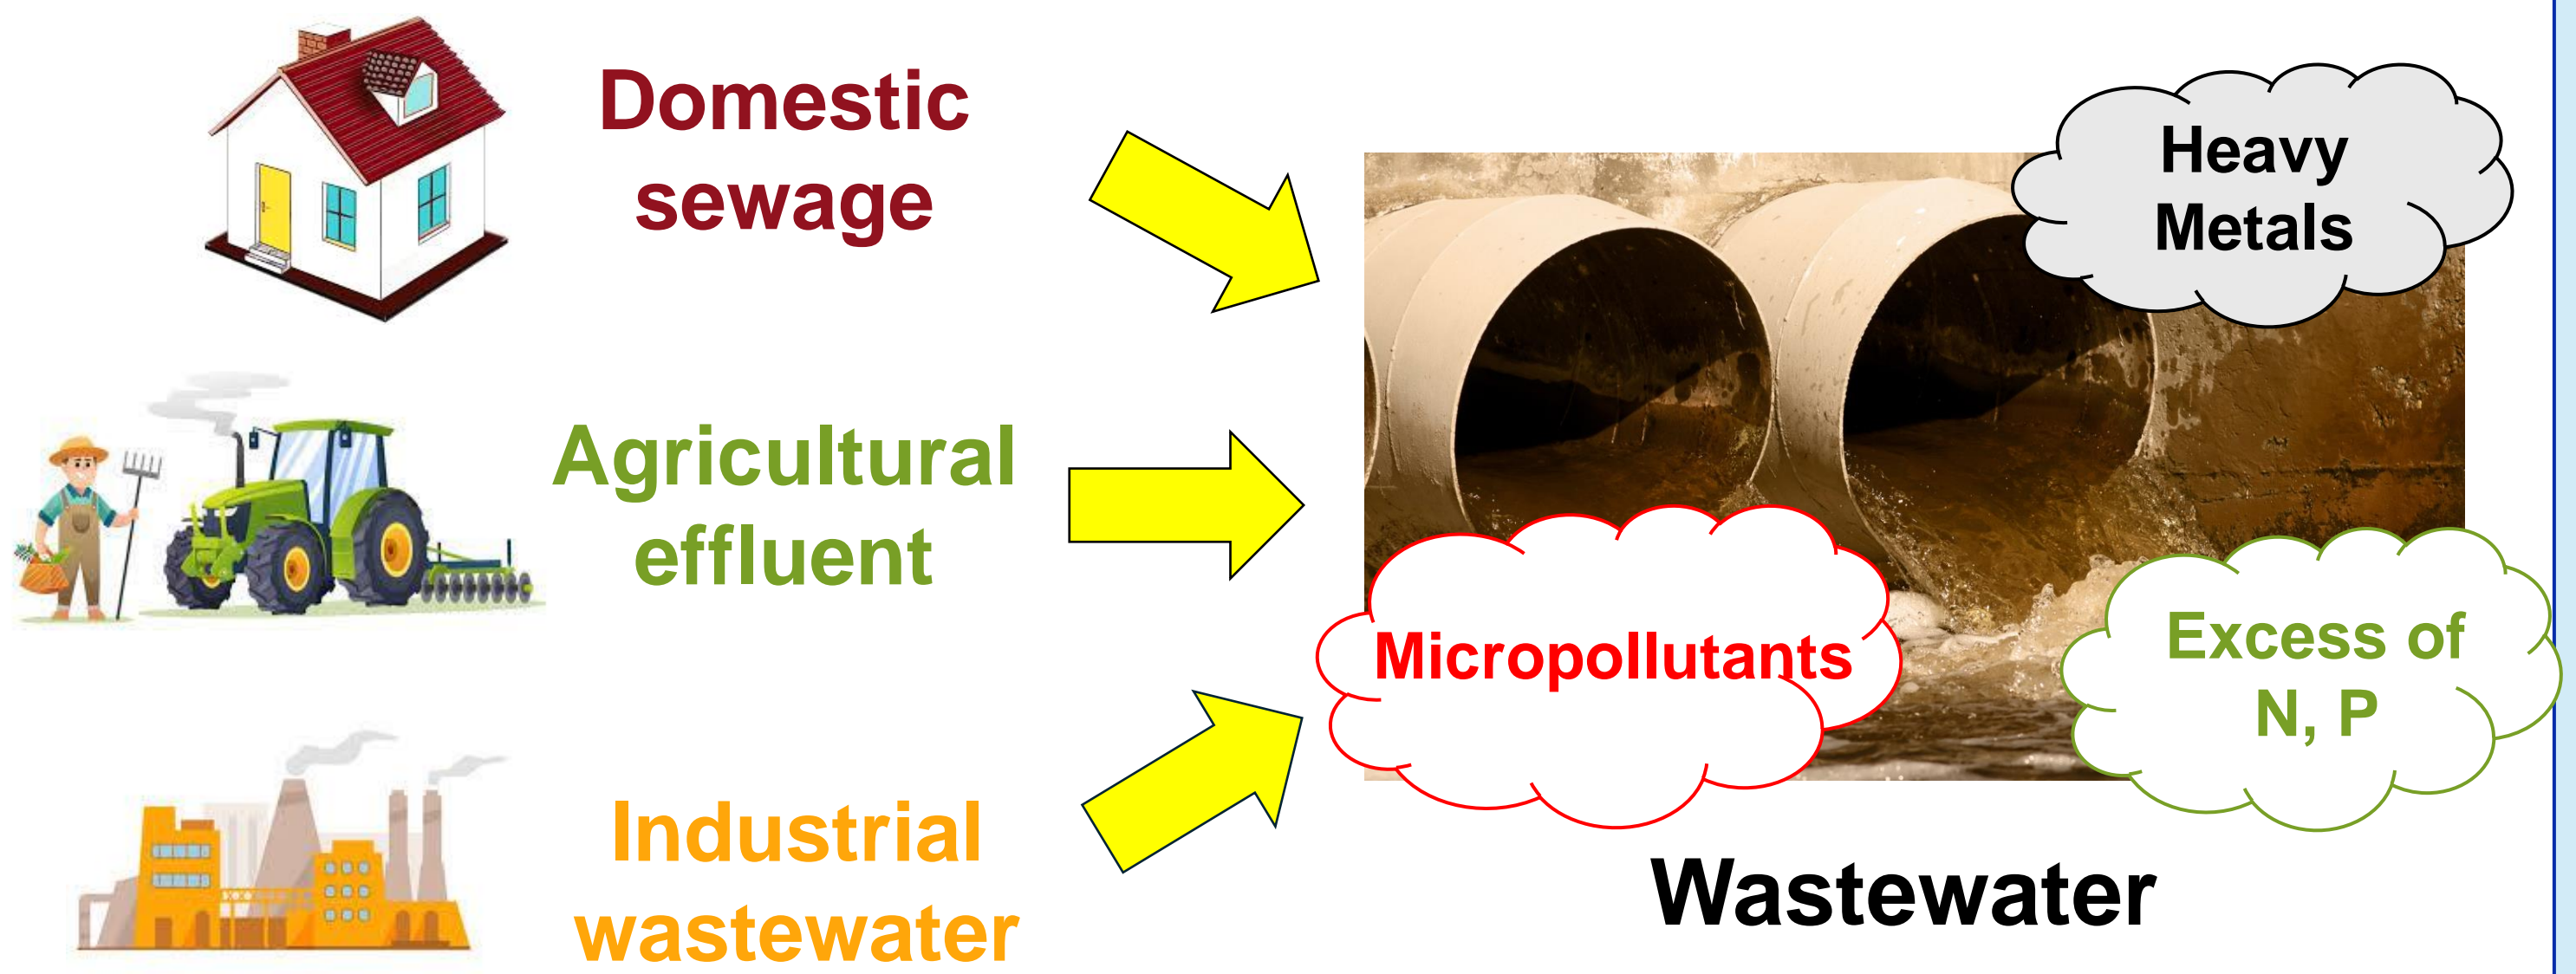 Domestic
sewage
Agricultural
effluent
Industrial
wastewater
Heavy
Metals
Micropollutants
Excess of
N, P
Wastewater